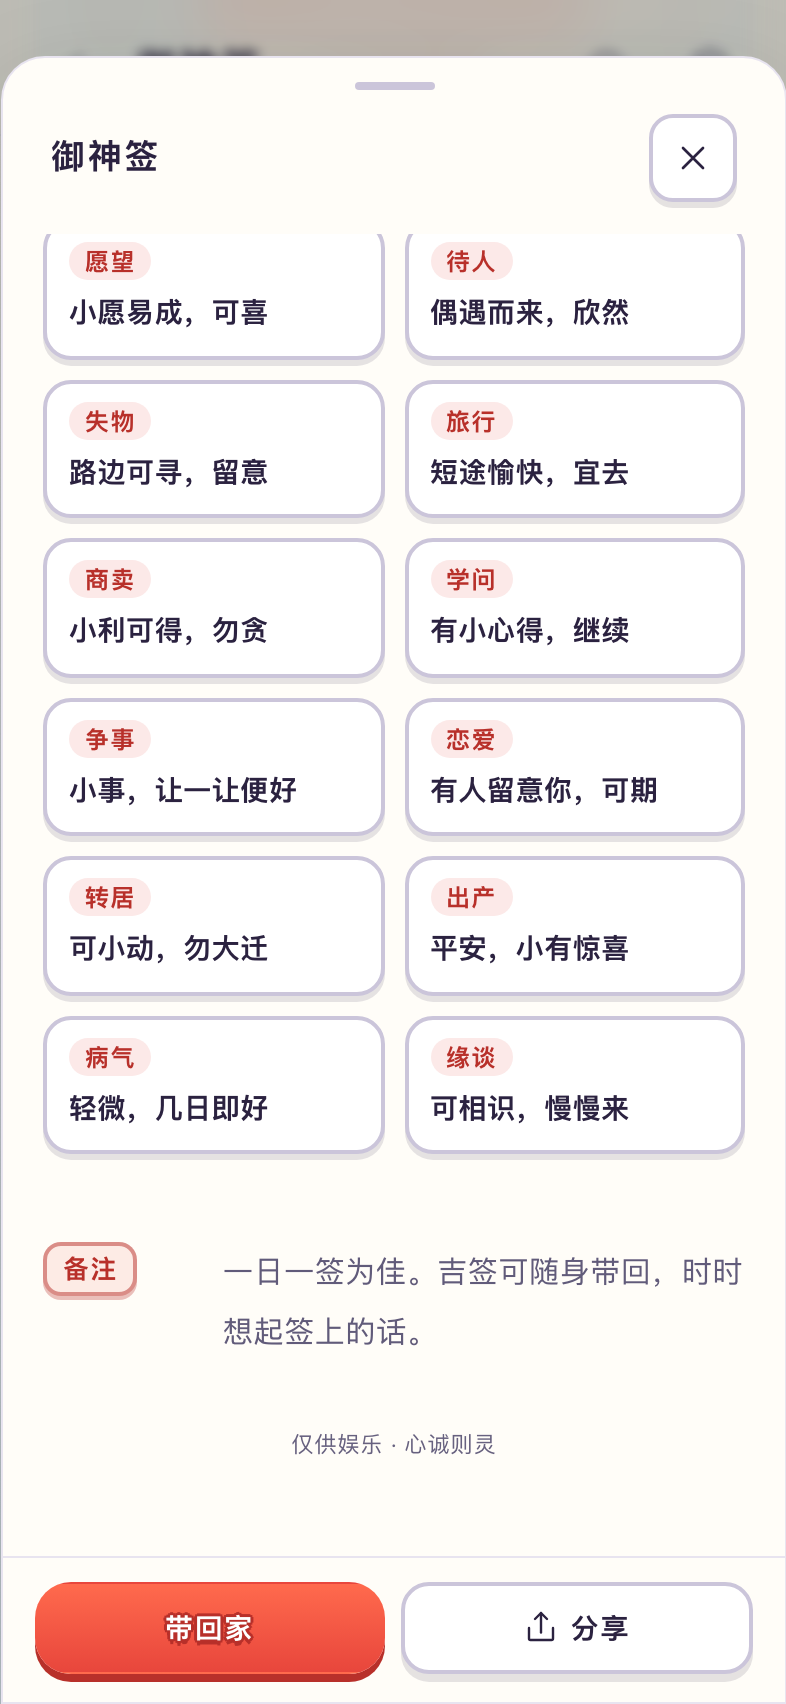 御神签
愿望
小愿易成，可喜
待人
偶遇而来，欣然
失物
路边可寻，留意
旅行
短途愉快，宜去
商卖
小利可得，勿贪
学问
有小心得，继续
争事
小事，让一让便好
恋爱
有人留意你，可期
转居
可小动，勿大迁
出产
平安，小有惊喜
病气
轻微，几日即好
缘谈
可相识，慢慢来
备注
一日一签为佳。吉签可随身带回，时时
想起签上的话。
仅供娱乐 · 心诚则灵
带回家
分享